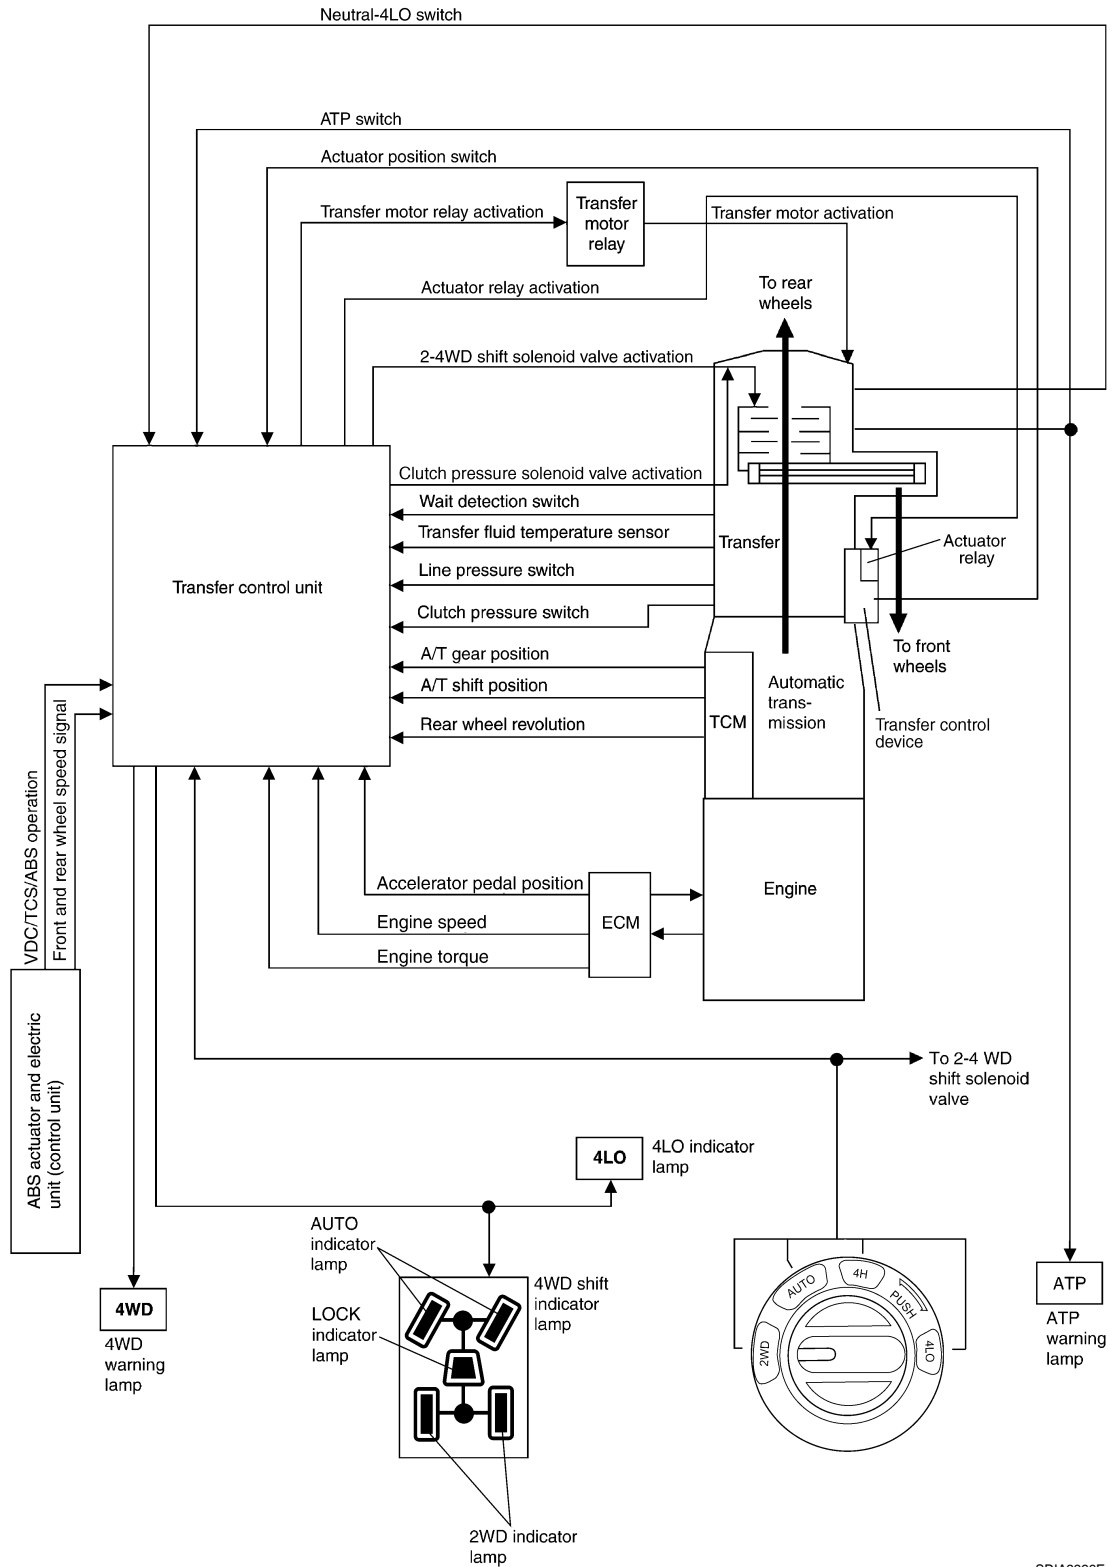 Neutral-4LO switch
ATP switch
Actuator position switch
Transfer motor relay activation
Transfer
motor
relay
Transfer motor activation
Actuator relay activation
To rear
wheels
2-4WD shift solenoid valve activation
Clutch pressure solenoid valve activation
Wait detection switch
Transfer fluid temperature sensor
Transfer
Actuator
relay
Line pressure switch
Transfer control unit
Clutch pressure switch
To front
wheels
A/T gear position
A/T shift position
Automatic
trans-
mission
Rear wheel revolution
TCM
Transfer control
device
VDC/TCS/ABS operation
Front and rear wheel speed signal
Accelerator pedal position
Engine speed
Engine torque
ECM
Engine
ABS actuator and electric
unit (control unit)
To 2-4 WD
shift solenoid
valve
4LO
4LO indicator
lamp
AUTO
indicator
lamp
LOCK
indicator
lamp
4WD shift
indicator
lamp
4WD
4WD
warning
lamp
2WD
AUTO
4H
PUSH
4LO
ATP
ATP
warning
lamp
2WD indicator
lamp